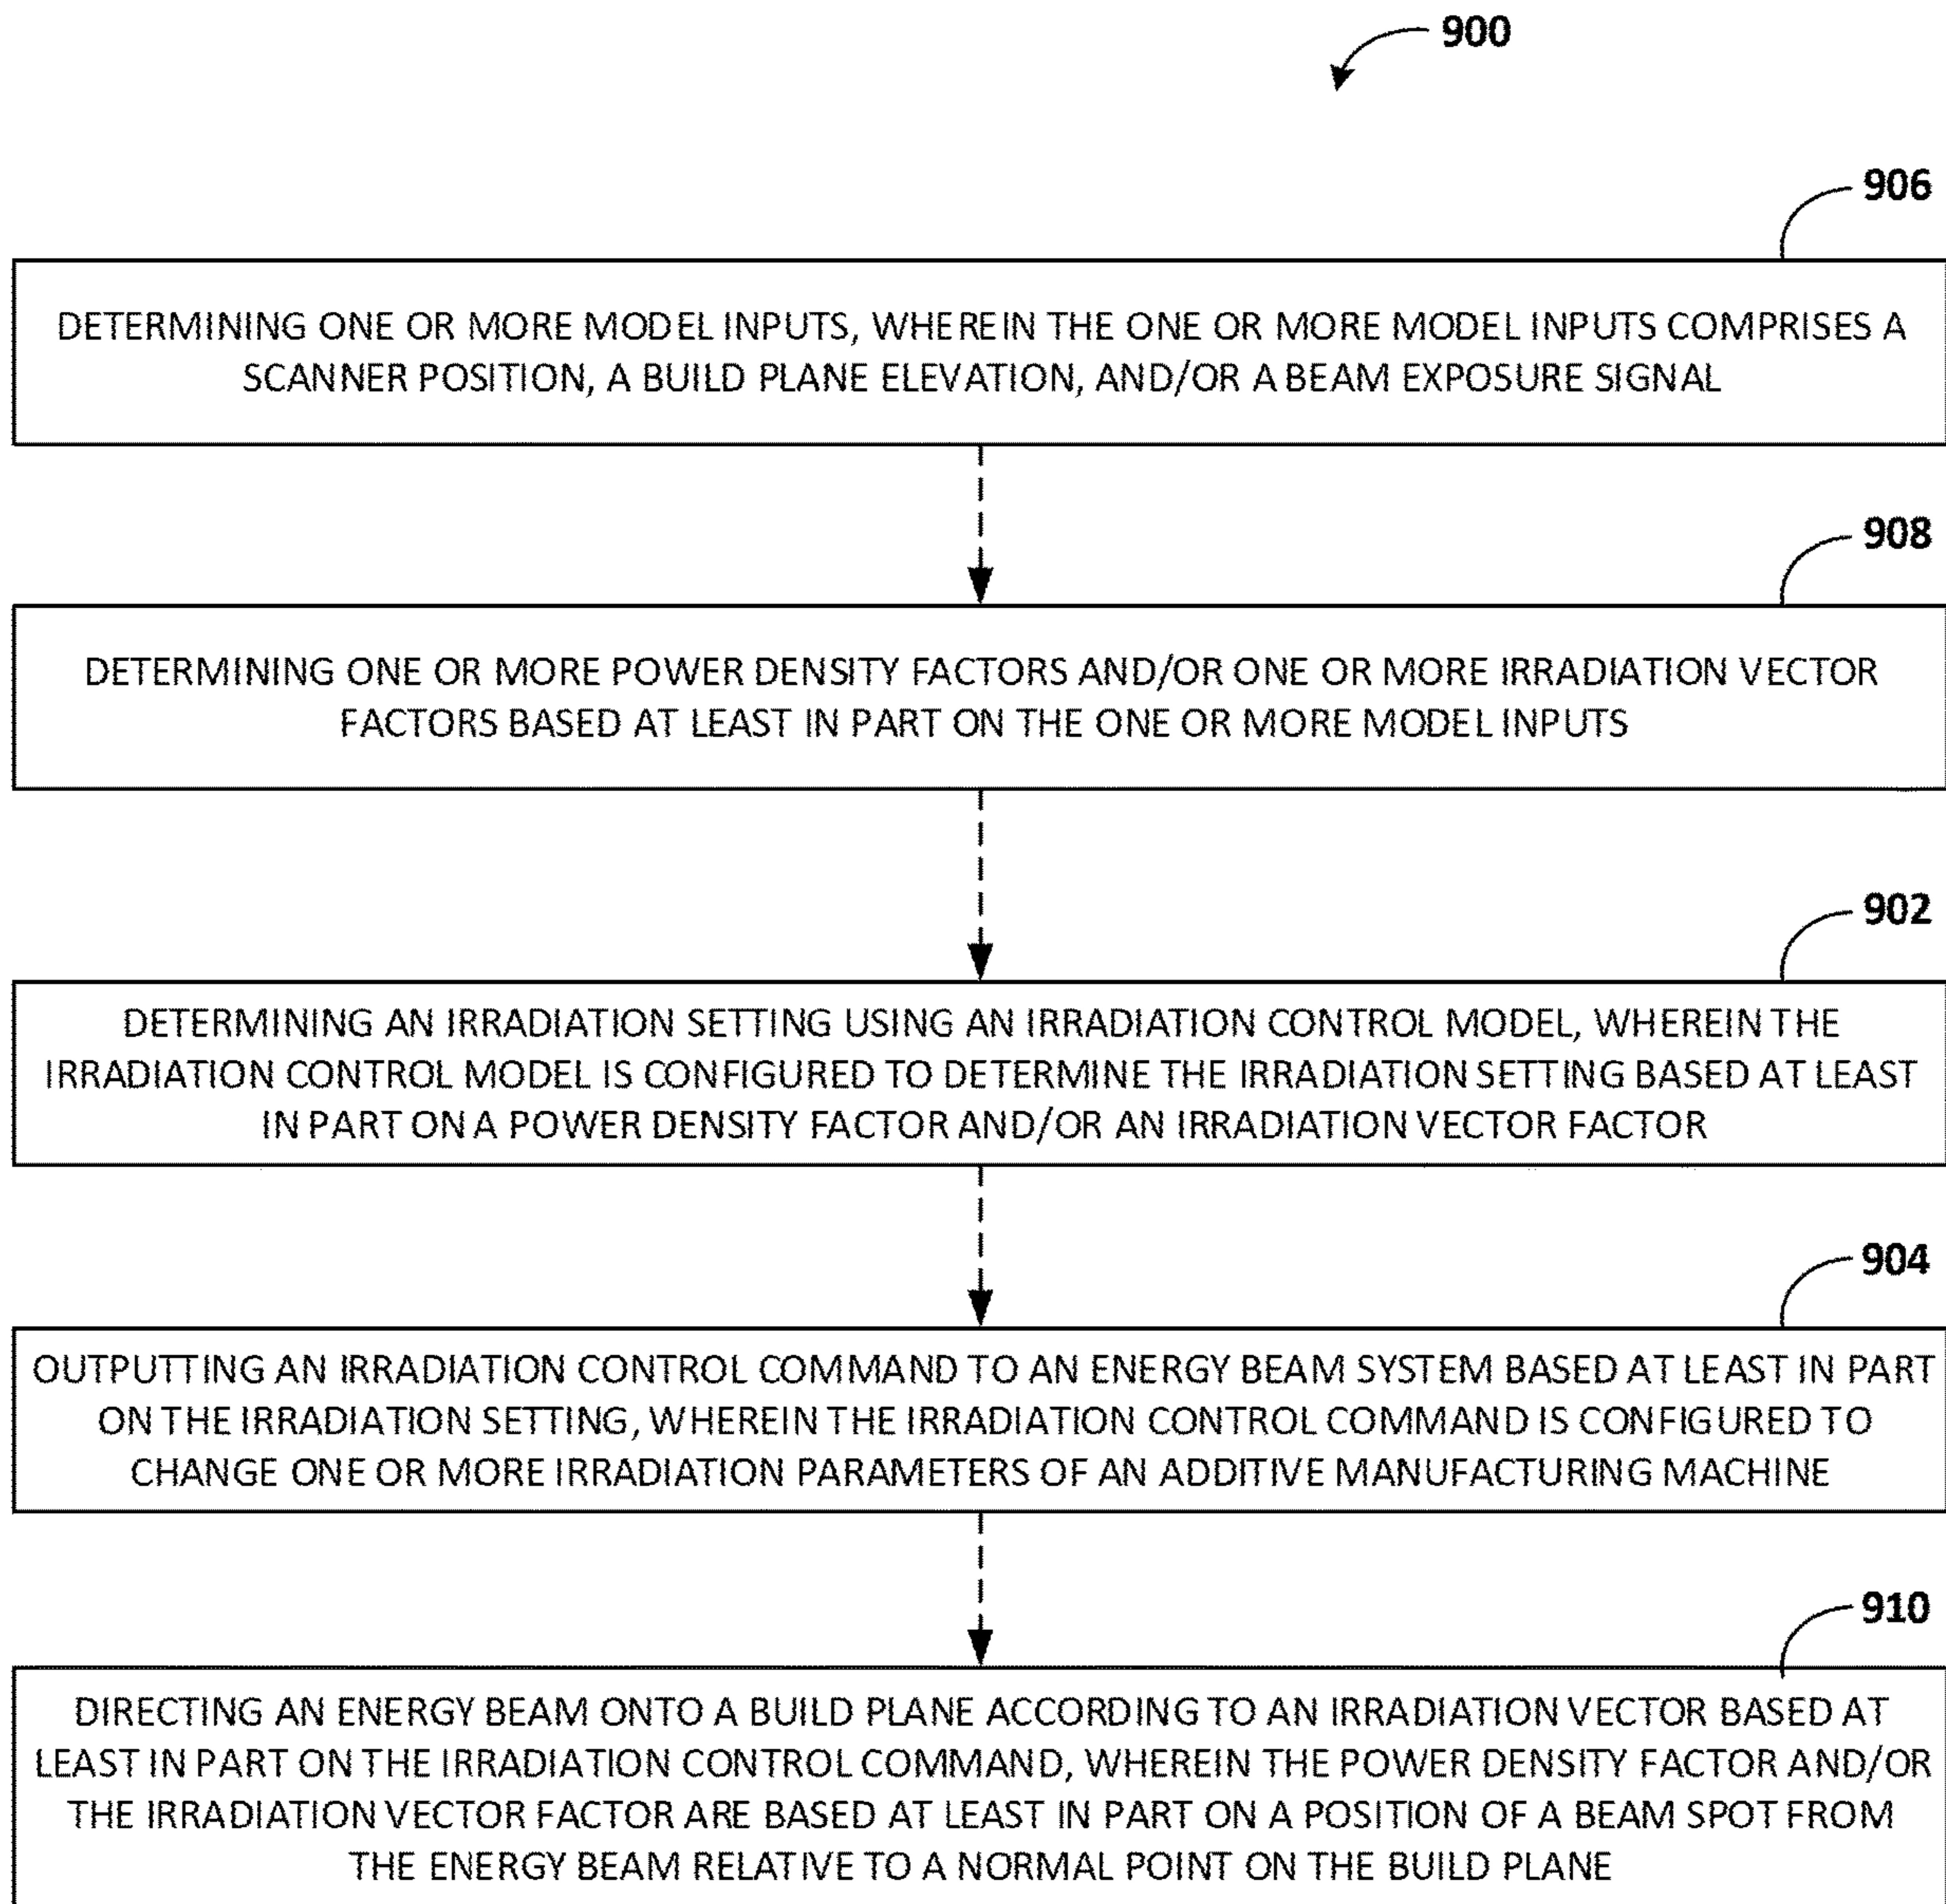 900
906
DETERMINING ONE OR MORE MODEL INPUTS, WHEREIN THE ONE OR MORE MODEL INPUTS COMPRISES A
SCANNER POSITION, A BUILD PLANE ELEVATION, AND/OR A BEAM EXPOSURE SIGNAL
908
DETERMINING ONE OR MORE POWER DENSITY FACTORS AND/OR ONE OR MORE IRRADIATION VECTOR
FACTORS BASED AT LEAST IN PART ON THE ONE OR MORE MODEL INPUTS
902
DETERMINING AN IRRADIATION SETTING USING AN IRRADIATION CONTROL MODEL, WHEREIN THE
IRRADIATION CONTROL MODEL IS CONFIGURED TO DETERMINE THE IRRADIATION SETTING BASED AT LEAST
IN PART ON A POWER DENSITY FACTOR AND/OR AN IRRADIATION VECTOR FACTOR
904
OUTPUTTING AN IRRADIATION CONTROL COMMAND TO AN ENERGY BEAM SYSTEM BASED AT LEAST IN PART
ON THE IRRADIATION SETTING, WHEREIN THE IRRADIATION CONTROL COMMAND IS CONFIGURED TO
CHANGE ONE OR MORE IRRADIATION PARAMETERS OF AN ADDITIVE MANUFACTURING MACHINE
910
DIRECTING AN ENERGY BEAM ONTO A BUILD PLANE ACCORDING TO AN IRRADIATION VECTOR BASED AT
LEAST IN PART ON THE IRRADIATION CONTROL COMMAND, WHEREIN THE POWER DENSITY FACTOR AND/OR
THE IRRADIATION VECTOR FACTOR ARE BASED AT LEAST IN PART ON A POSITION OF A BEAM SPOT FROM
THE ENERGY BEAM RELATIVE TO A NORMAL POINT ON THE BUILD PLANE